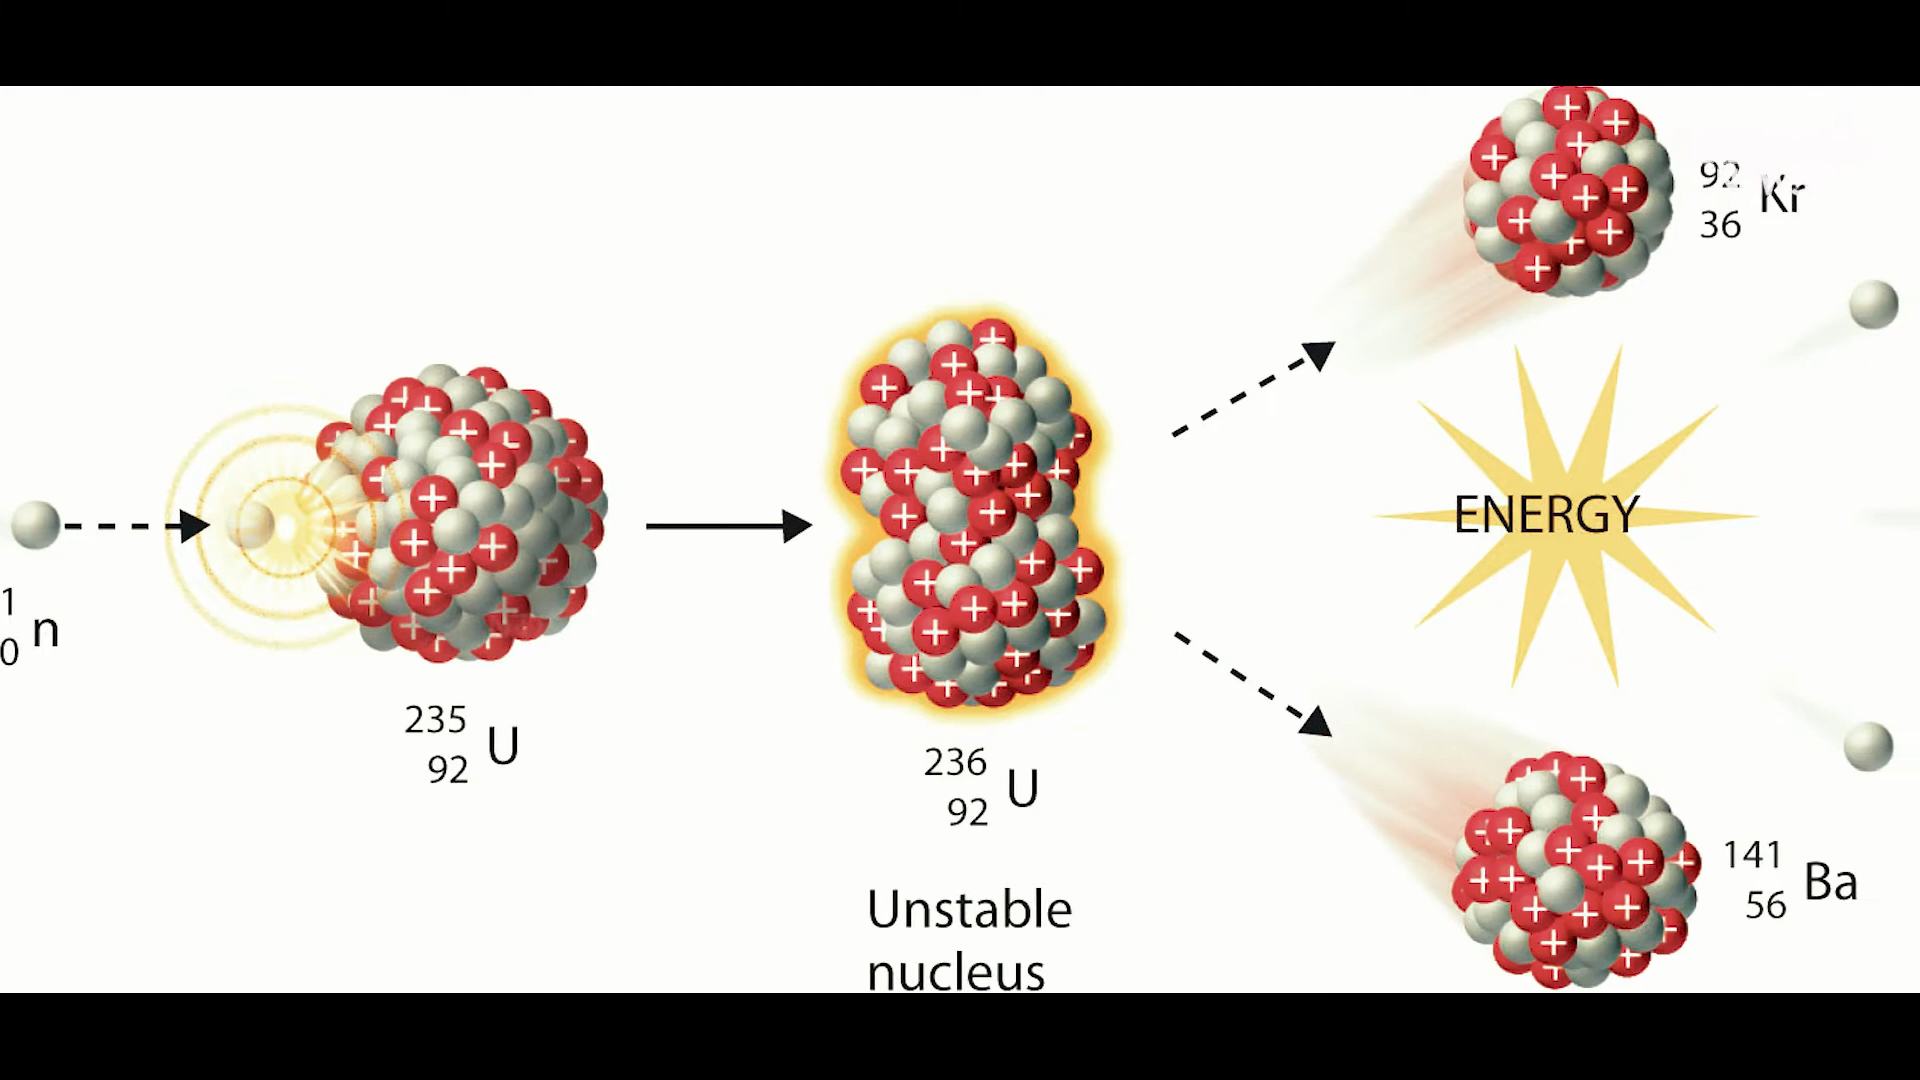 1
0 n
235
92 U
236
92 U
Unstable
nucleus
92
36 Kr
ENERGY
141
56 Ba